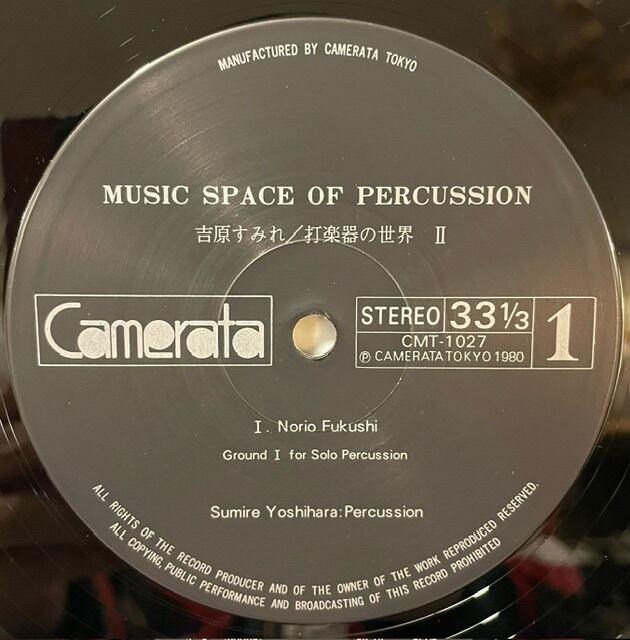 MANUFACTURED BY CAMERATA TOKYO
MUSIC SPACE OF PERCUSSION
吉原すみれ／打楽器の世界 Ⅱ
Camerata
STEREO 33 1/3 1
CMT-1027
Ⓟ CAMERATA TOKYO 1980
I. Norio Fukushi
Ground I for Solo Percussion
Sumire Yoshihara:Percussion
ALL RIGHTS OF THE RECORD PRODUCER AND OF THE OWNER OF THE WORK REPRODUCED RESERVED.
ALL COPYING, PUBLIC PERFORMANCE AND BROADCASTING OF THIS RECORD PROHIBITED